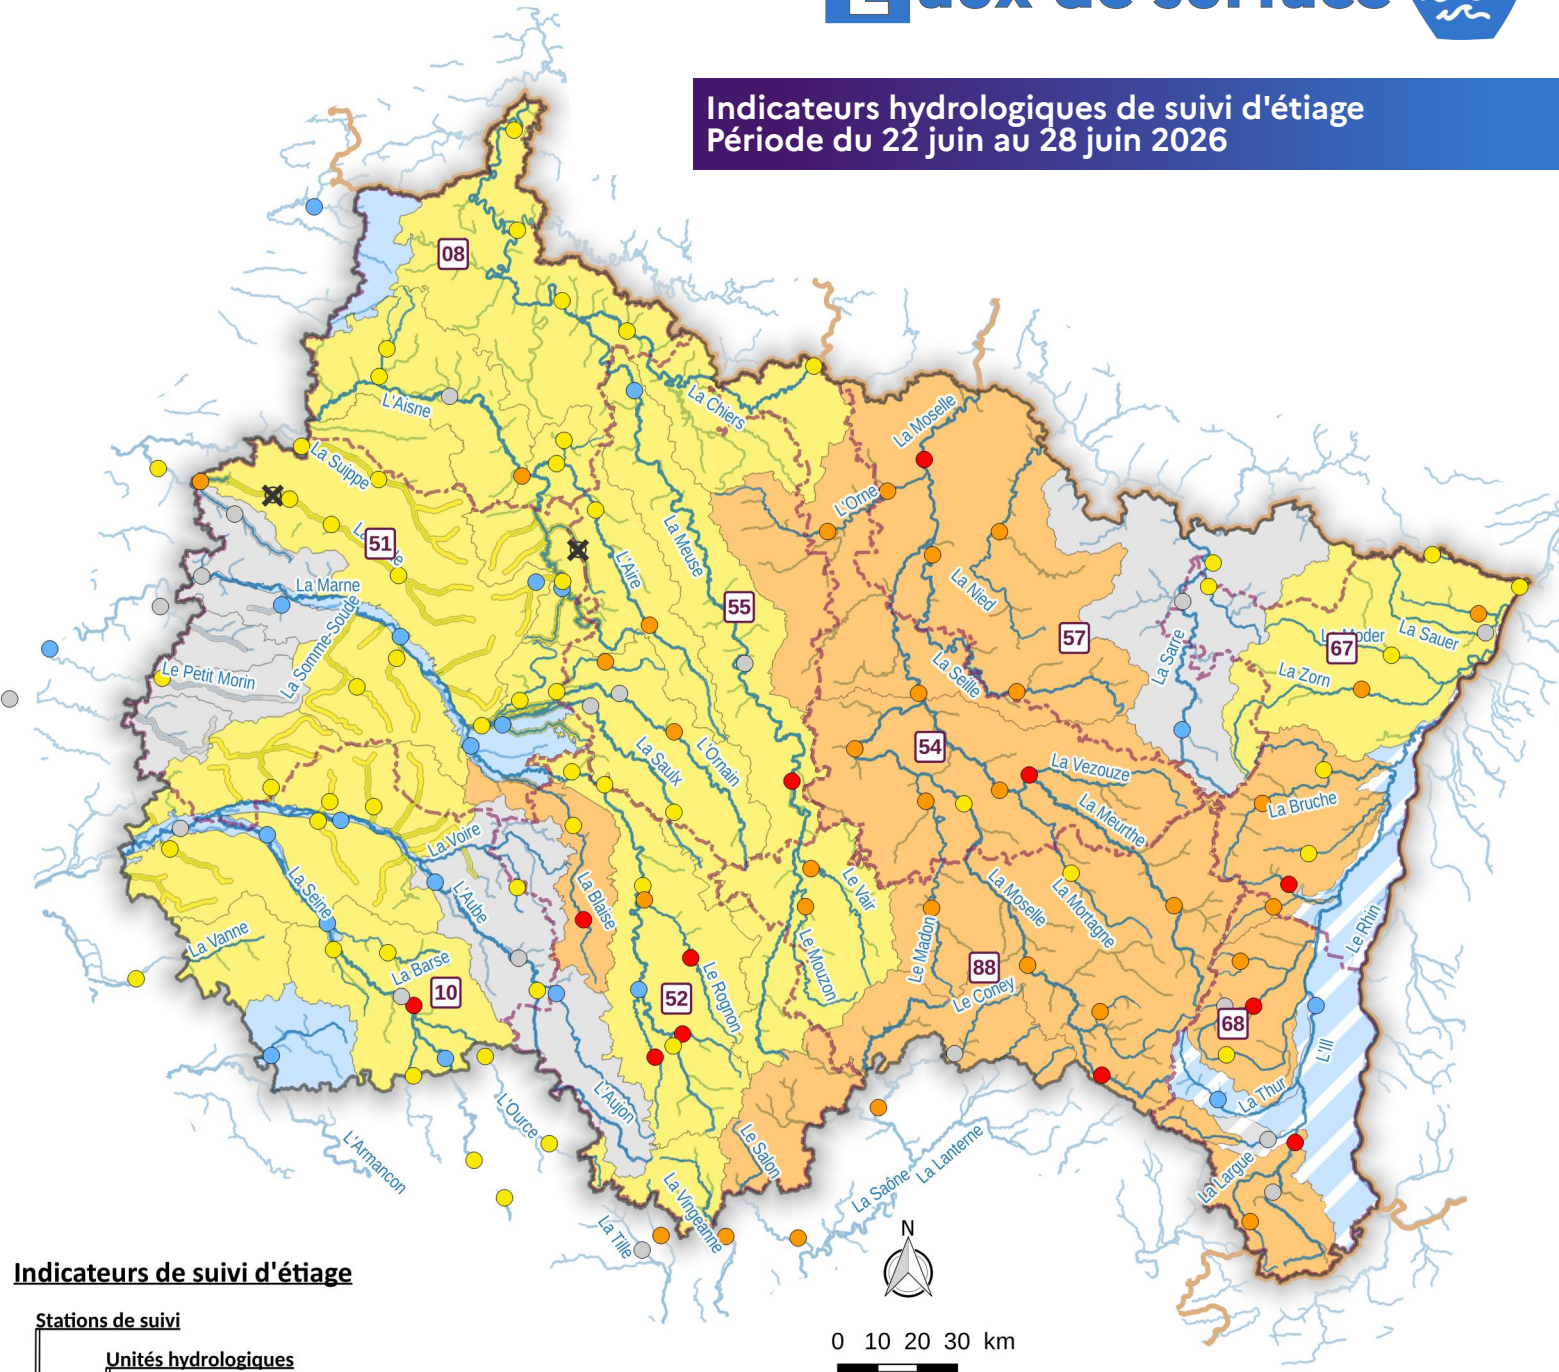 aux de surface
Indicateurs hydrologiques de suivi d'étiage
Période du 22 juin au 28 juin 2026
08
L'Aisne
La Chiers
La Moselle
La Suippe
L'Orne
51
La Meuse
L'Aire
La Marne
La Nied
La Somme-Soude
55
57
La Sarre
67
La Sauer
Le Petit Morin
La Seille
La Zorn
54
L'Ornain
La Saulx
La Vezouze
La Meurthe
La Bruche
La Voire
La Seine
L'Aube
La Blaise
Le Vair
La Moselle
La Mortagne
Le Rhin
La Vanne
La Barse
10
52
Le Rognon
Le Mouzon
Le Madon
88
Le Coney
68
L'Ill
La Thur
L'Aujon
L'Ource
L'Armancon
Le Salon
La Lanterne
La Saône
La Largue
La Vingeanne
La Tille
N
Indicateurs de suivi d'étiage
Stations de suivi
Unités hydrologiques
0 10 20 30 km